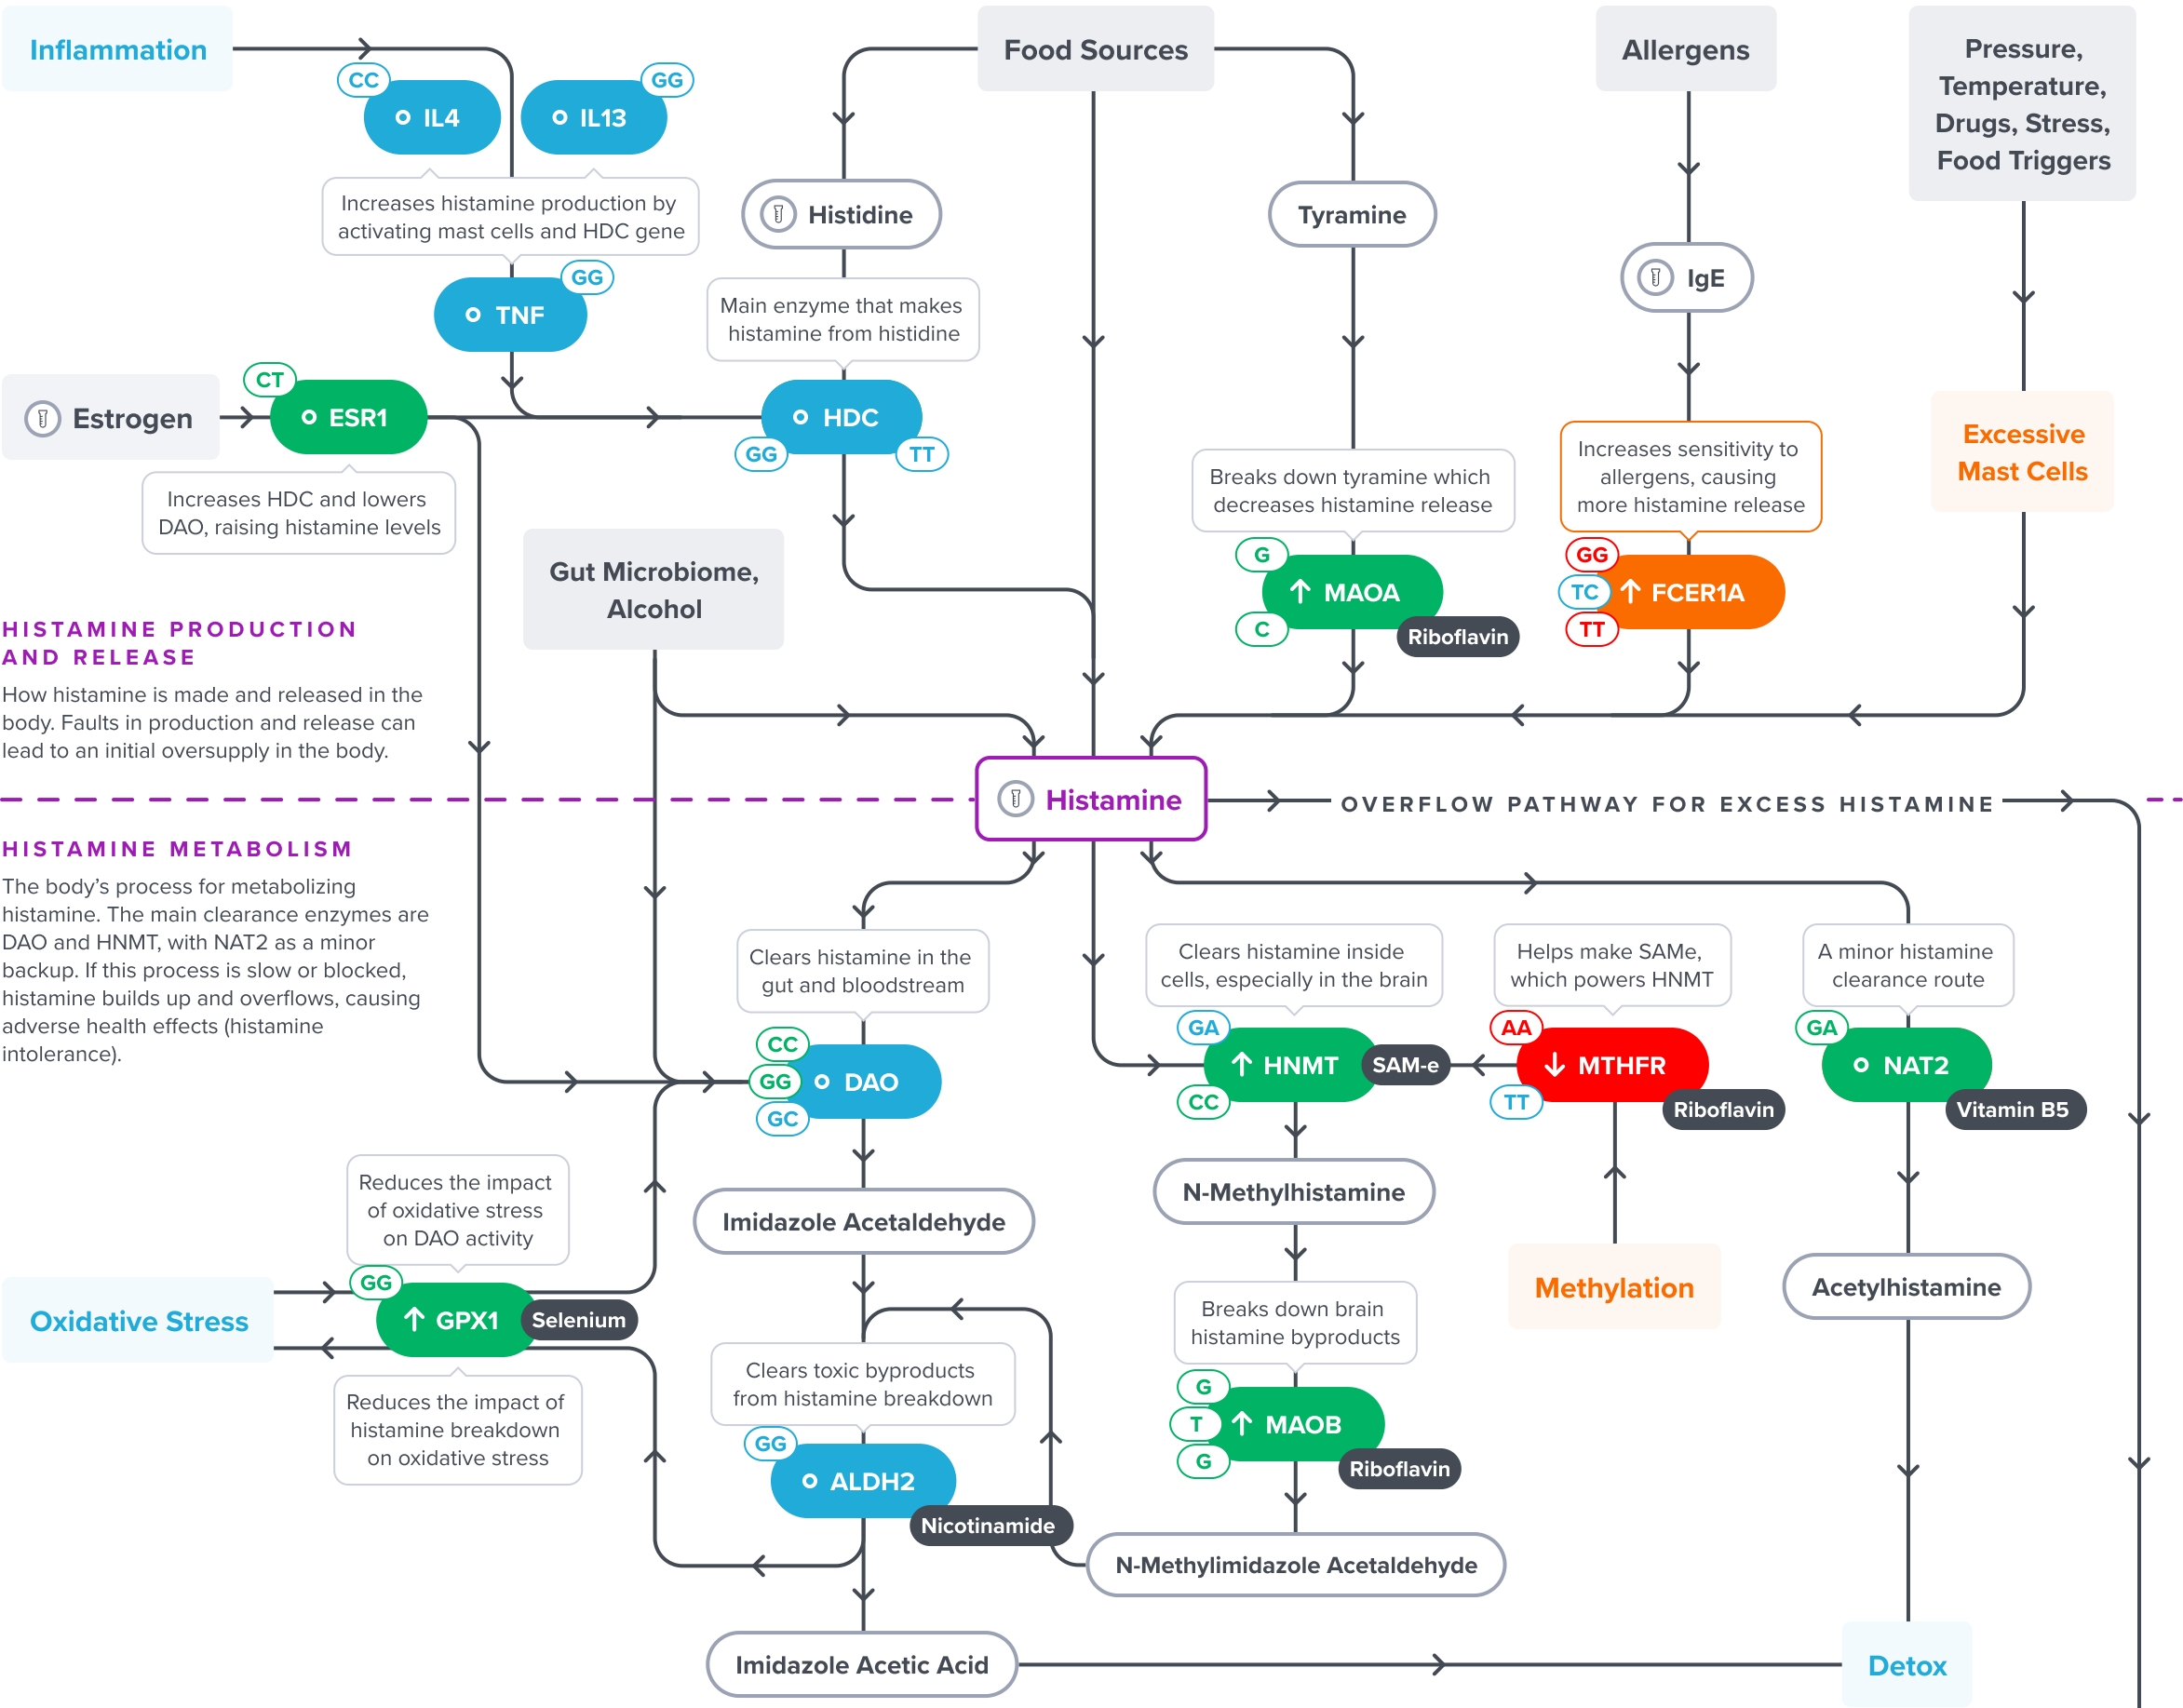 Inflammation
Food Sources
Allergens
Pressure,
Temperature,
Drugs, Stress,
Food Triggers
CC
IL4
GG
IL13
Increases histamine production by
activating mast cells and HDC gene
GG
TNF
Histidine
Tyramine
IgE
Main enzyme that makes
histamine from histidine
Estrogen
CT
ESR1
Increases HDC and lowers
DAO, raising histamine levels
HDC
GG
TT
Breaks down tyramine which
decreases histamine release
G
MAOA
C
Riboflavin
Increases sensitivity to
allergens, causing
more histamine release
GG
TC
FCER1A
TT
Excessive
Mast Cells
Gut Microbiome,
Alcohol
HISTAMINE PRODUCTION
AND RELEASE
How histamine is made and released in the
body. Faults in production and release can
lead to an initial oversupply in the body.
Histamine
OVERFLOW PATHWAY FOR EXCESS HISTAMINE
HISTAMINE METABOLISM
The body’s process for metabolizing
histamine. The main clearance enzymes are
DAO and HNMT, with NAT2 as a minor
backup. If this process is slow or blocked,
histamine builds up and overflows, causing
adverse health effects (histamine
intolerance).
Clears histamine in the
gut and bloodstream
CC
GG
DAO
GC
Clears histamine inside
cells, especially in the brain
GA
HNMT
CC
SAM-e
Helps make SAMe,
which powers HNMT
AA
MTHFR
TT
Riboflavin
A minor histamine
clearance route
GA
NAT2
Vitamin B5
Reduces the impact
of oxidative stress
on DAO activity
Imidazole Acetaldehyde
N-Methylhistamine
Oxidative Stress
GG
GPX1
Selenium
Methylation
Acetylhistamine
Reduces the impact of
histamine breakdown
on oxidative stress
Clears toxic byproducts
from histamine breakdown
GG
ALDH2
Nicotinamide
Breaks down brain
histamine byproducts
G
T
MAOB
G
Riboflavin
N-Methylimidazole Acetaldehyde
Imidazole Acetic Acid
Detox